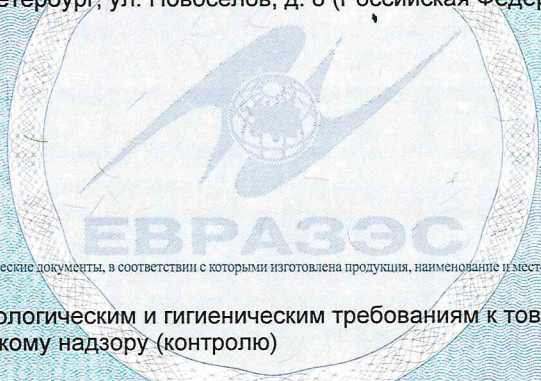 етербург, ул. Новоселов, д. 8 (Российская Федер
ЕВРАЗЭС
еские документы, в соответствии с которыми изготовлена продукция, наименование и мест
ологическим и гигиеническим требованиям к тов
кому надзору (контролю)